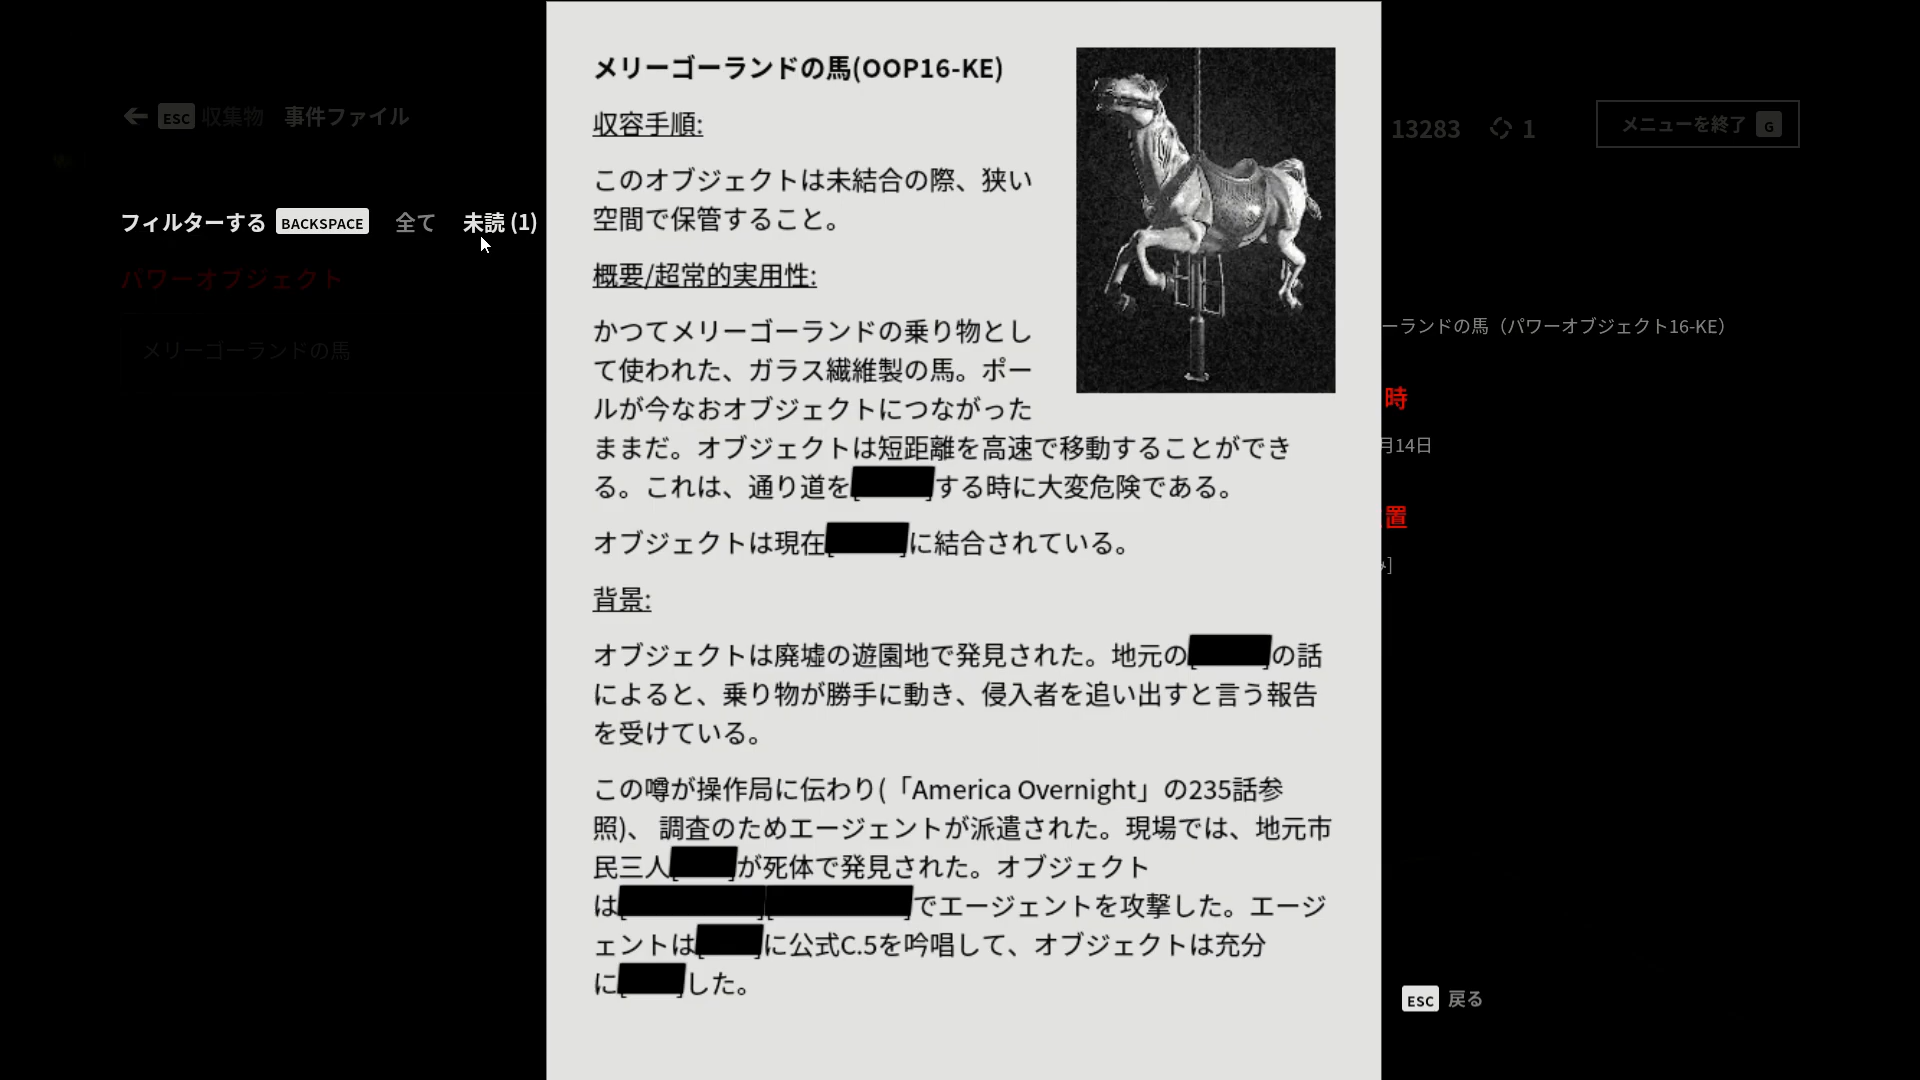 メリーゴーランドの馬(OOP16-KE)
収容手順:
このオブジェクトは未結合の際、狭い
空間で保管すること。
概要/超常的実用性:
かつてメリーゴーランドの乗り物とし
て使われた、ガラス繊維製の馬。ポー
ルが今なおオブジェクトにつながった
ままだ。オブジェクトは短距離を高速で移動することができ
る。これは、通り道を[ ]する時に大変危険である。
オブジェクトは現在[ ]に結合されている。
背景:
オブジェクトは廃墟の遊園地で発見された。地元の[ ]の話
によると、乗り物が勝手に動き、侵入者を追い出すと言う報告
を受けている。
この噂が操作局に伝わり(「America Overnight」の235話参
照)、 調査のためエージェントが派遣された。現場では、地元市
民三人[ ]が死体で発見された。オブジェクト
は[ ][ ]でエージェントを攻撃した。エージ
ェントは[ ]に公式C.5を吟唱して、オブジェクトは充分
に[ ]した。
ESC 収集物 事件ファイル
フィルターする BACKSPACE 全て 未読 (1)
パワーオブジェクト
メリーゴーランドの馬
13283 1
メニューを終了 G
ーランドの馬（パワーオブジェクト16-KE）
時
月14日
置
]
ESC 戻る